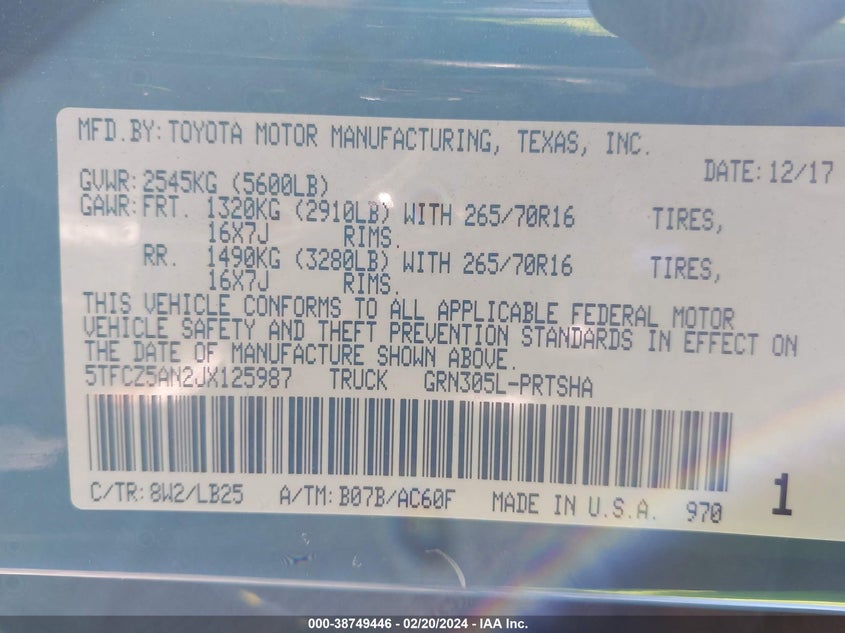 MFD.BY: TOYOTA MOTOR MANUFACTURING, TEXAS, INC.
DATE: 12/17
GVWR: 2545KG (5600LB)
GAWR: FRT. 1320KG (2910LB) WITH 265/70R16 TIRES,
16X7J RIMS.
RR. 1490KG (3280LB) WITH 265/70R16 TIRES,
16X7J RIMS.
THIS VEHICLE CONFORMS TO ALL APPLICABLE FEDERAL MOTOR
VEHICLE SAFETY AND THEFT PREVENTION STANDARDS IN EFFECT ON
THE DATE OF MANUFACTURE SHOWN ABOVE.
5TFCZ5AN2JX125987 TRUCK GRN305L-PRTSHA
C/TR: 8W2/LB25 A/TM: B07B/AC60F MADE IN U.S.A. 970 1
000-38749446 - 02/20/2024 - IAA Inc.